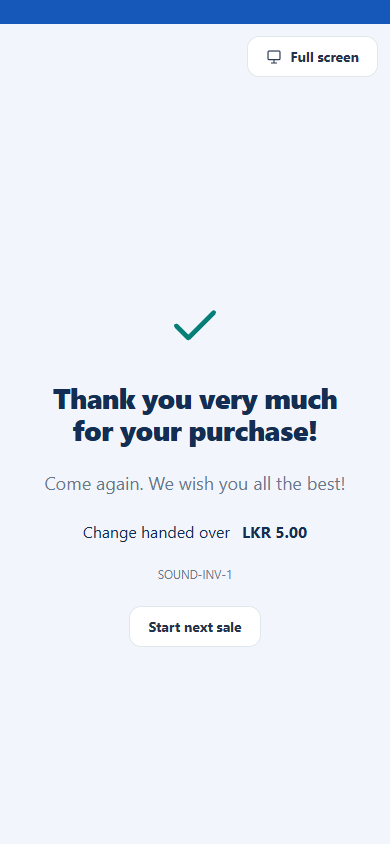 Full screen
Thank you very much
for your purchase!
Come again. We wish you all the best!
Change handed over LKR 5.00
SOUND-INV-1
Start next sale